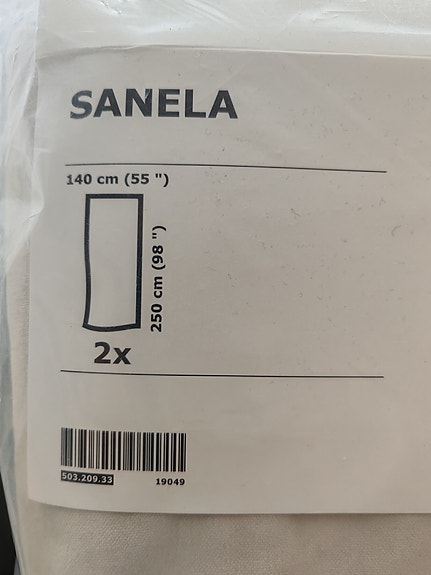 SANELA
140 cm (55 ")
250 cm (98 ")
2x
503.209.33
19049